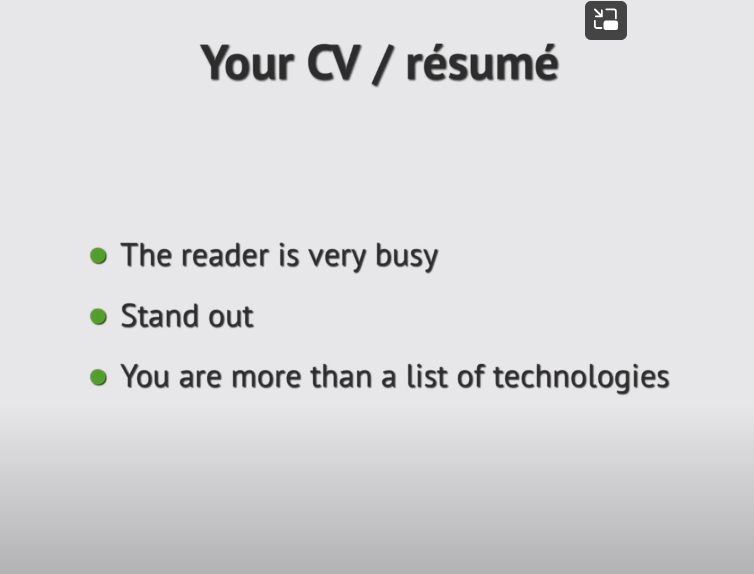 Your CV / résumé
The reader is very busy
Stand out
You are more than a list of technologies